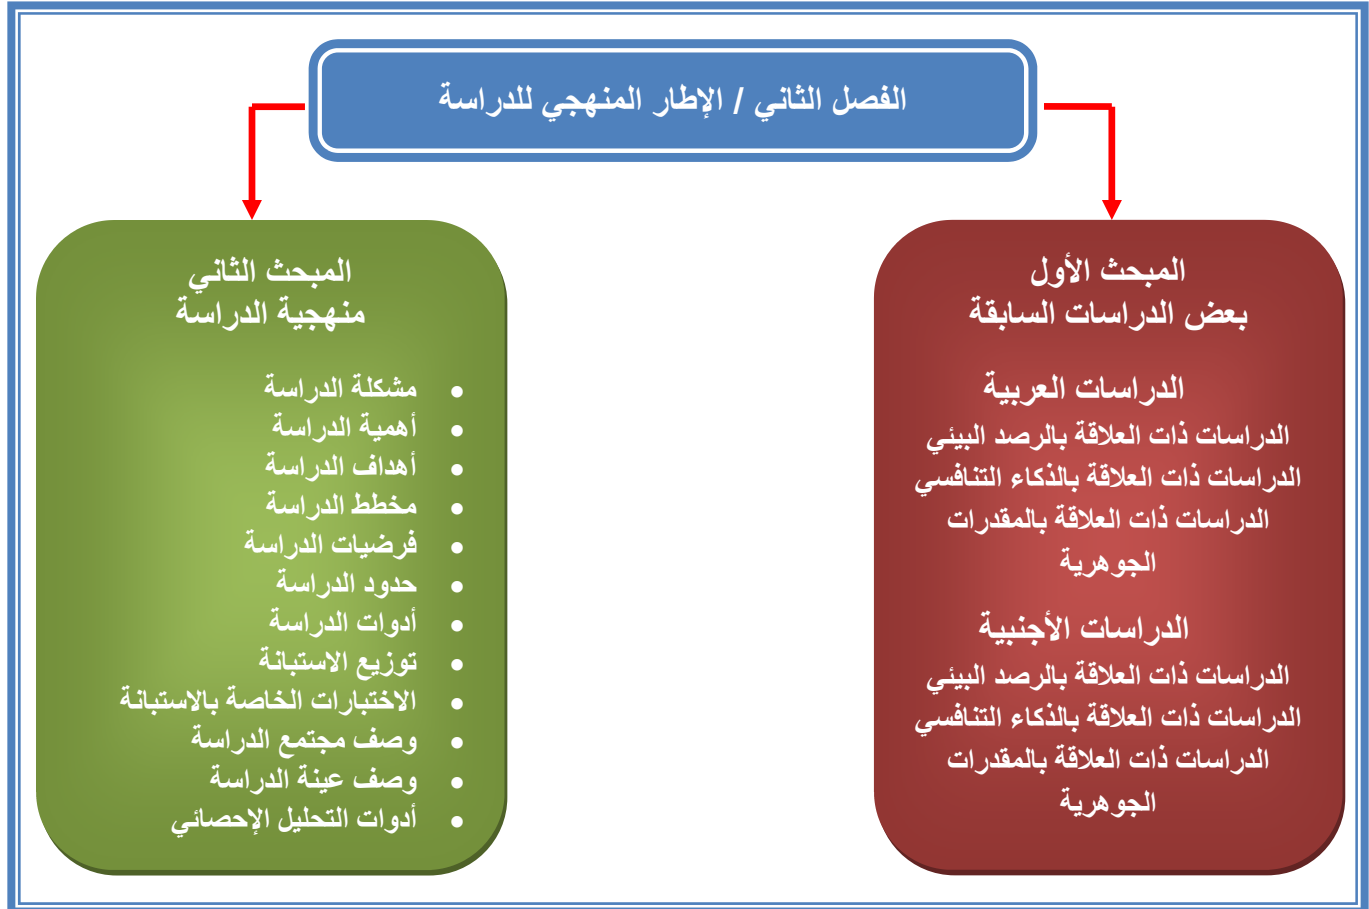 الفصل الثاني / الإطار المنهجي للدراسة
المبحث الأول
بعض الدراسات السابقة
الدراسات العربية
الدراسات ذات العلاقة بالرصد البيئي
الدراسات ذات العلاقة بالذكاء التنافسي
الدراسات ذات العلاقة بالمقدرات
الجوهرية
الدراسات الأجنبية
الدراسات ذات العلاقة بالرصد البيئي
الدراسات ذات العلاقة بالذكاء التنافسي
الدراسات ذات العلاقة بالمقدرات
الجوهرية
المبحث الثاني
منهجية الدراسة
• مشكلة الدراسة
• أهمية الدراسة
• أهداف الدراسة
• مخطط الدراسة
• فرضيات الدراسة
• حدود الدراسة
• أدوات الدراسة
• توزيع الاستبانة
• الاختبارات الخاصة بالاستبانة
• وصف مجتمع الدراسة
• وصف عينة الدراسة
• أدوات التحليل الإحصائي